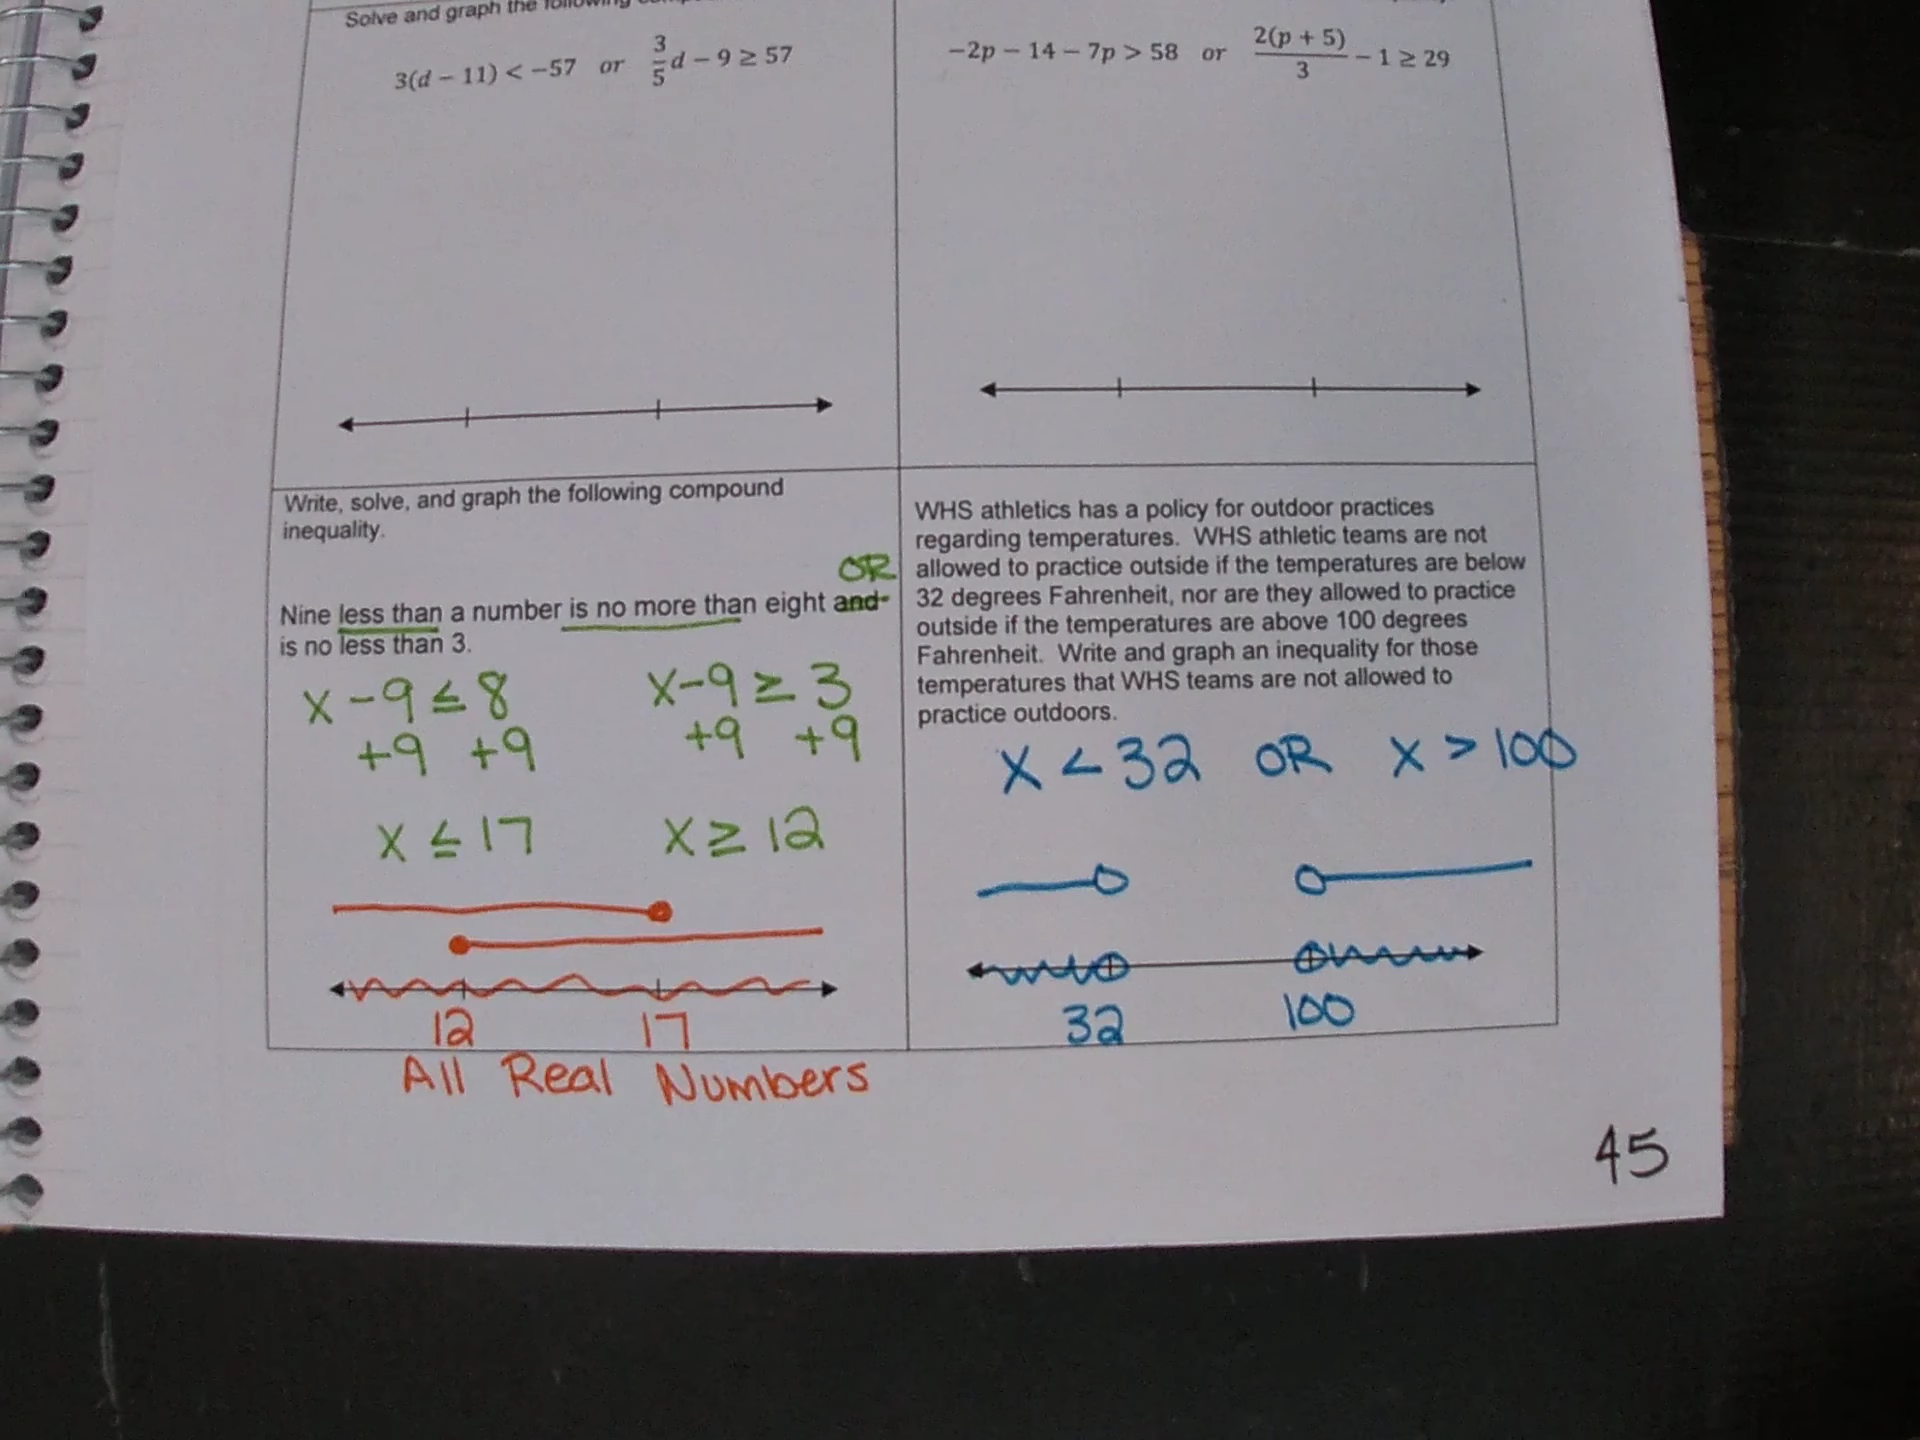 Solve and graph the following
3(d − 11) < −57 or 3/5 d − 9 ≥ 57
−2p − 14 − 7p > 58 or 2(p + 5)/3 − 1 ≥ 29
Write, solve, and graph the following compound
inequality.
OR
Nine less than a number is no more than eight and
is no less than 3.
x − 9 ≤ 8 x − 9 ≥ 3
+9 +9 +9 +9
x ≤ 17 x ≥ 12
12 17
All Real Numbers
WHS athletics has a policy for outdoor practices
regarding temperatures. WHS athletic teams are not
allowed to practice outside if the temperatures are below
32 degrees Fahrenheit, nor are they allowed to practice
outside if the temperatures are above 100 degrees
Fahrenheit. Write and graph an inequality for those
temperatures that WHS teams are not allowed to
practice outdoors.
x < 32 OR x > 100
32 100
45